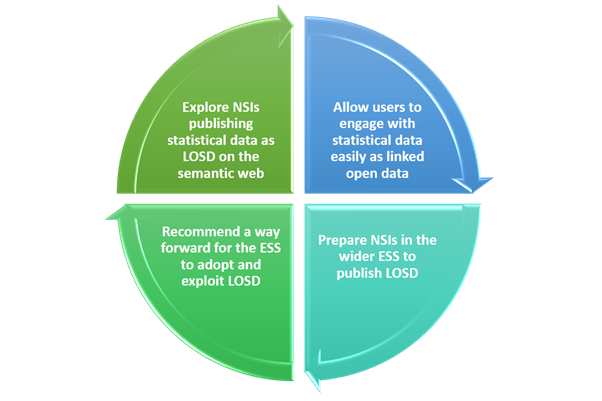 Explore NSIs
publishing
statistical data as
LOSD on the
semantic web
Allow users to
engage with
statistical data
easily as linked
open data
Recommend a way
forward for the ESS
to adopt and
exploit LOSD
Prepare NSIs in the
wider ESS to
publish LOSD